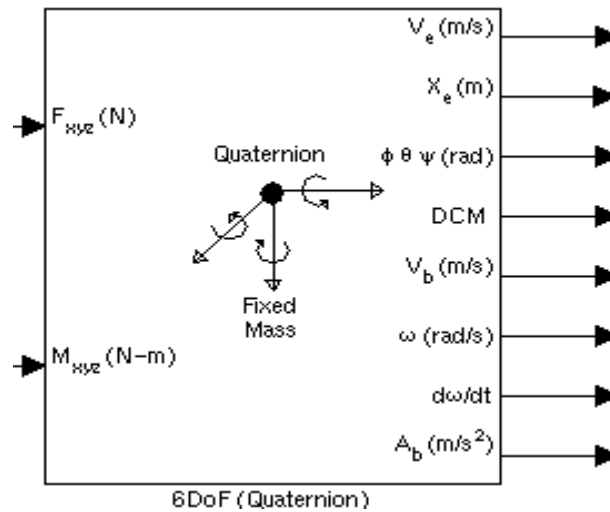 V_e (m/s)
X_e (m)
F_xyz (N)
Quaternion
ϕ θ ψ (rad)
DCM
V_b (m/s)
Fixed
Mass
ω (rad/s)
M_xyz (N-m)
dω/dt
A_b (m/s²)
6DoF (Quaternion)